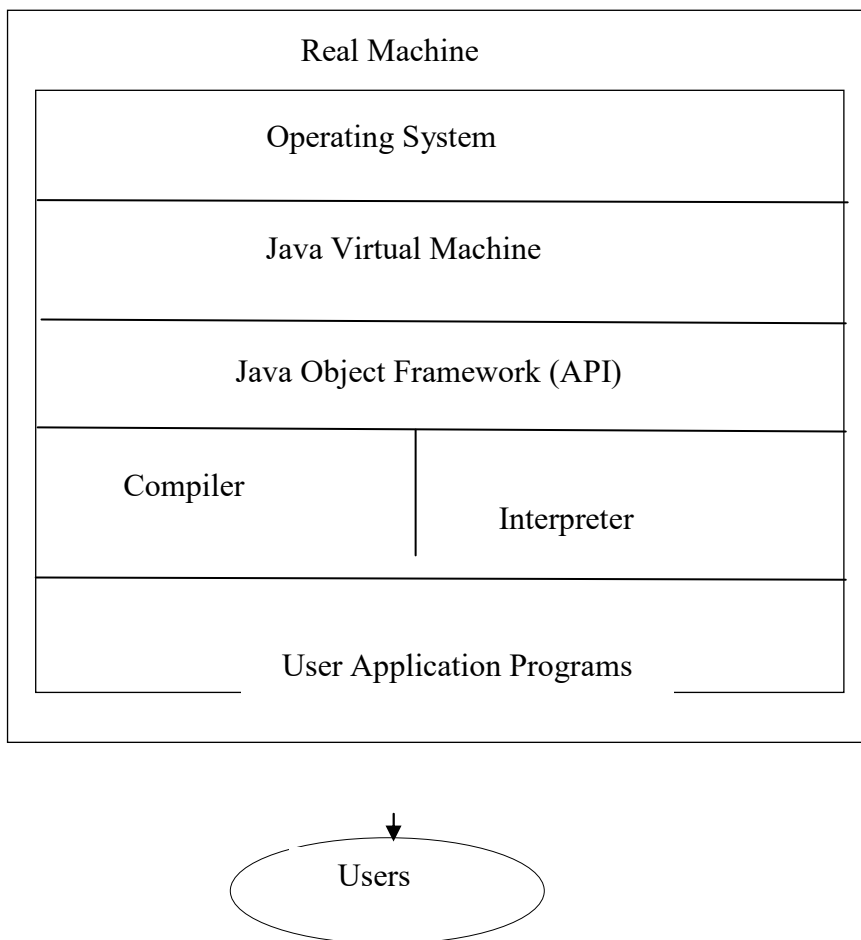 Real Machine
Operating System
Java Virtual Machine
Java Object Framework (API)
Compiler
Interpreter
User Application Programs
Users